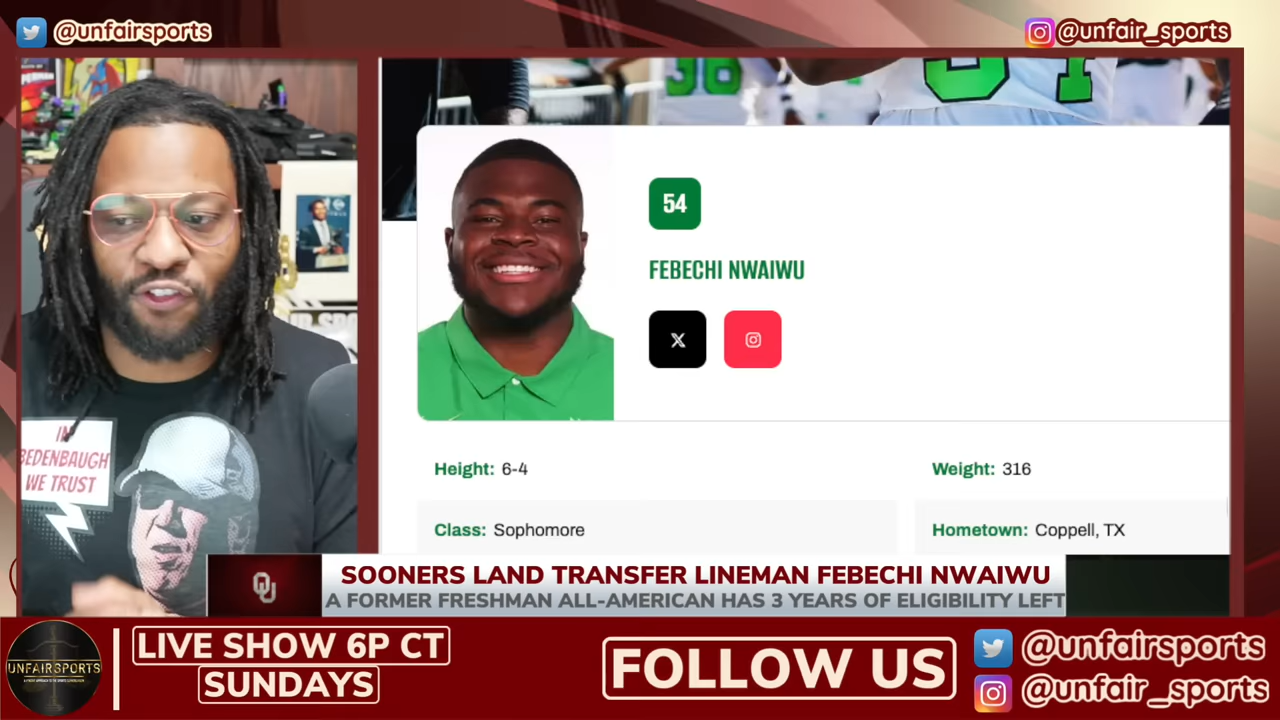 @unfairsports
@unfair_sports
54
FEBECHI NWAIWU
Height: 6-4
Weight: 316
Class: Sophomore
Hometown: Coppell, TX
IN
BEDENBAUGH
WE TRUST
OU
SOONERS LAND TRANSFER LINEMAN FEBECHI NWAIWU
A FORMER FRESHMAN ALL-AMERICAN HAS 3 YEARS OF ELIGIBILITY LEFT
UNFAIRSPORTS
LIVE SHOW 6P CT
SUNDAYS
FOLLOW US
@unfairsports
@unfair_sports